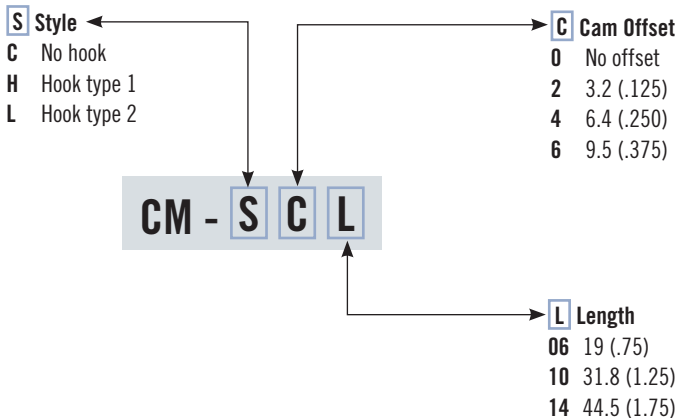 S Style
C No hook
H Hook type 1
L Hook type 2
C Cam Offset
0 No offset
2 3.2 (.125)
4 6.4 (.250)
6 9.5 (.375)
CM - S C L
L Length
06 19 (.75)
10 31.8 (1.25)
14 44.5 (1.75)